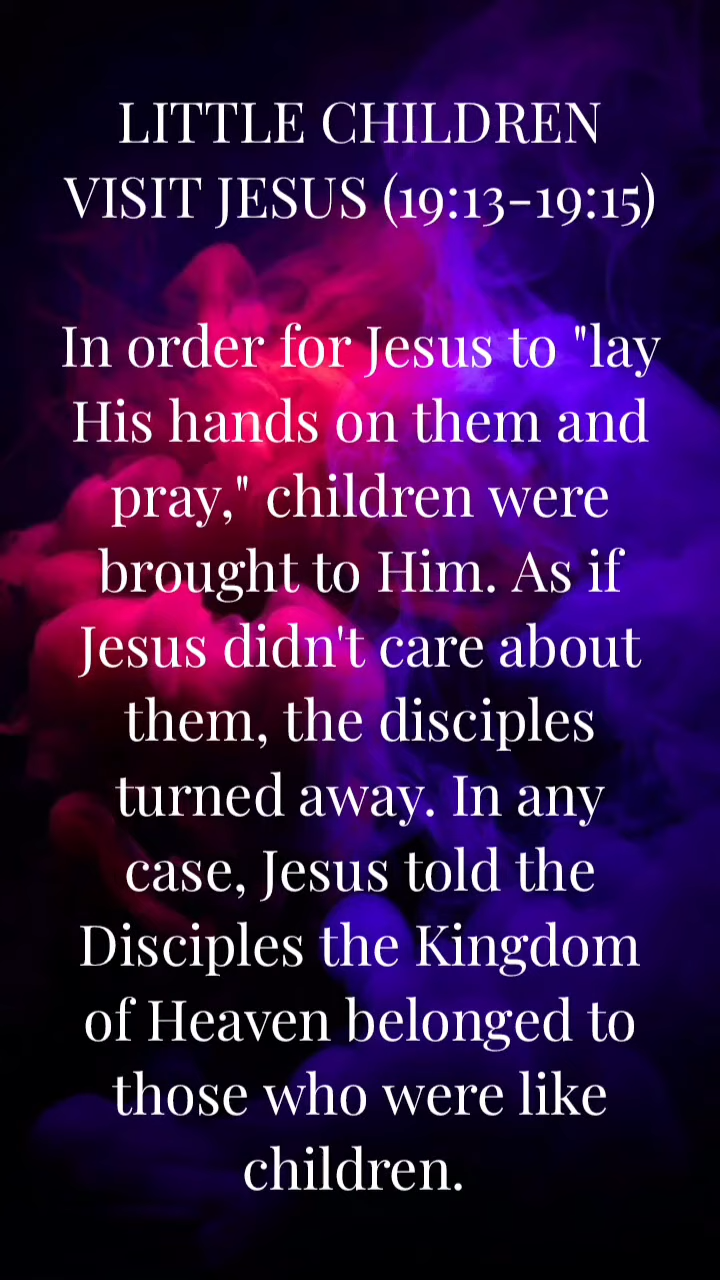 LITTLE CHILDREN
VISIT JESUS (19:13-19:15)
In order for Jesus to "lay
His hands on them and
pray," children were
brought to Him. As if
Jesus didn't care about
them, the disciples
turned away. In any
case, Jesus told the
Disciples the Kingdom
of Heaven belonged to
those who were like
children.